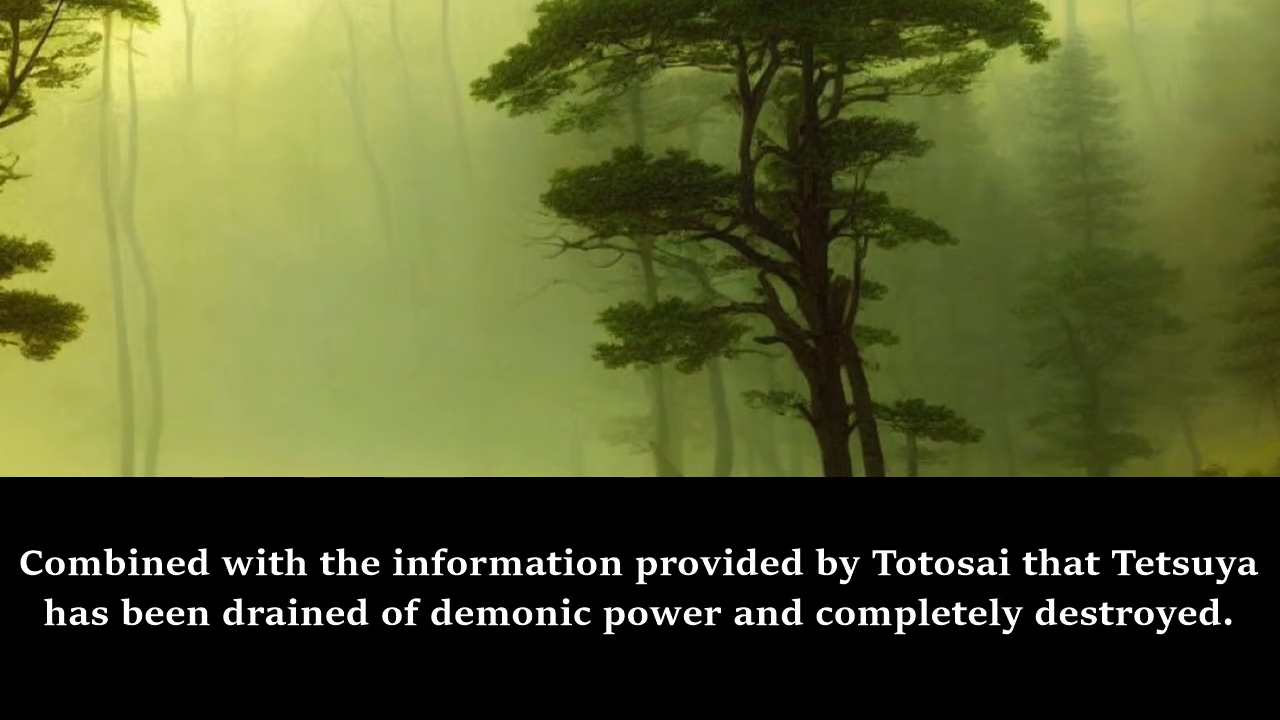 Combined with the information provided by Totosai that Tetsuya
has been drained of demonic power and completely destroyed.